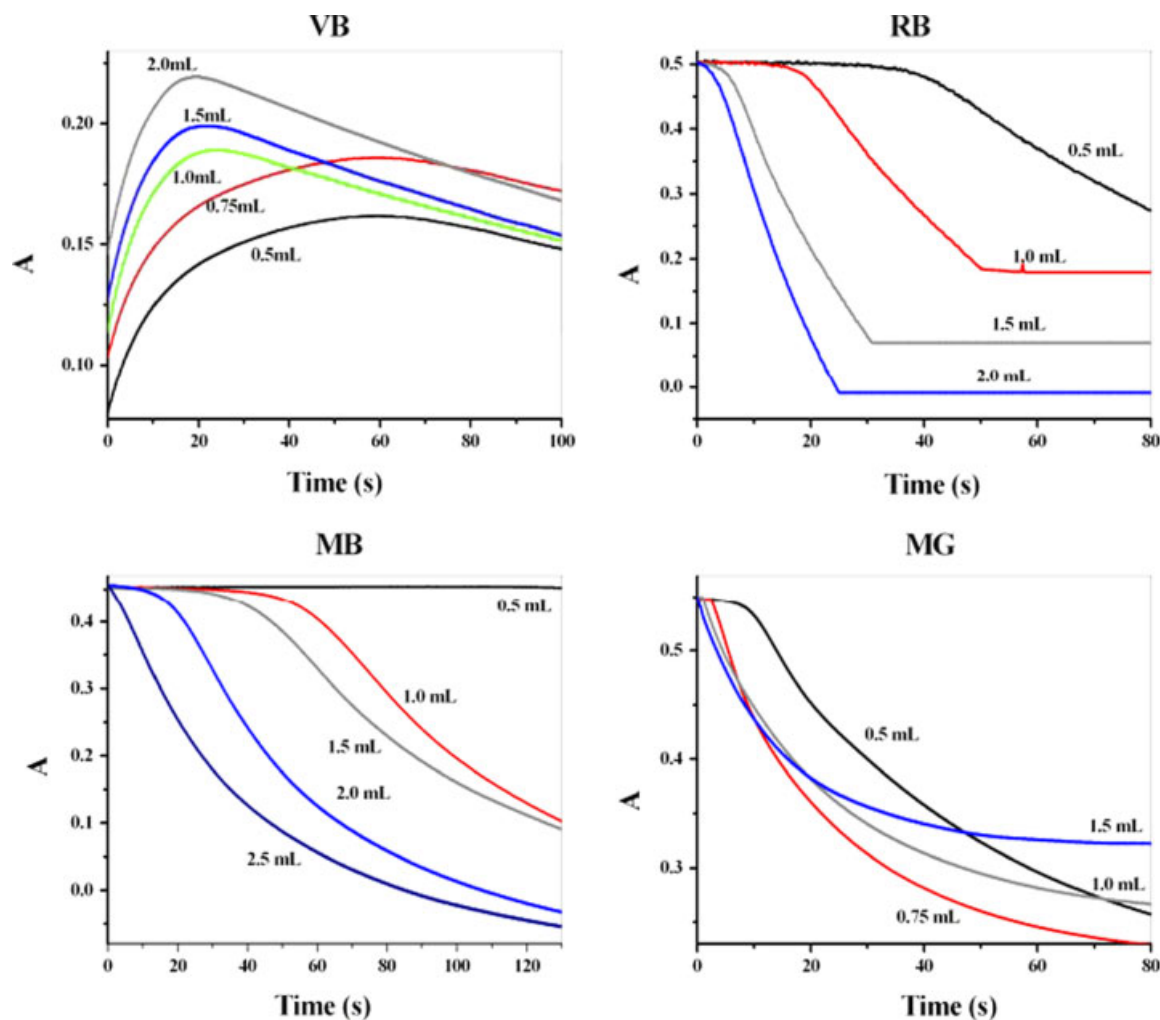 VB
0.20
0.15
0.10
A
2.0mL
1.5mL
1.0mL
0.75mL
0.5mL
0
20
40
60
80
100
Time (s)
RB
0.5
0.4
0.3
0.2
0.1
0.0
A
0.5 mL
1.0 mL
1.5 mL
2.0 mL
0
20
40
60
80
Time (s)
MB
0.4
0.3
0.2
0.1
0.0
A
0.5 mL
1.0 mL
1.5 mL
2.0 mL
2.5 mL
0
20
40
60
80
100
120
Time (s)
MG
0.5
0.4
0.3
A
0.5 mL
1.5 mL
1.0 mL
0.75 mL
0
20
40
60
80
Time (s)